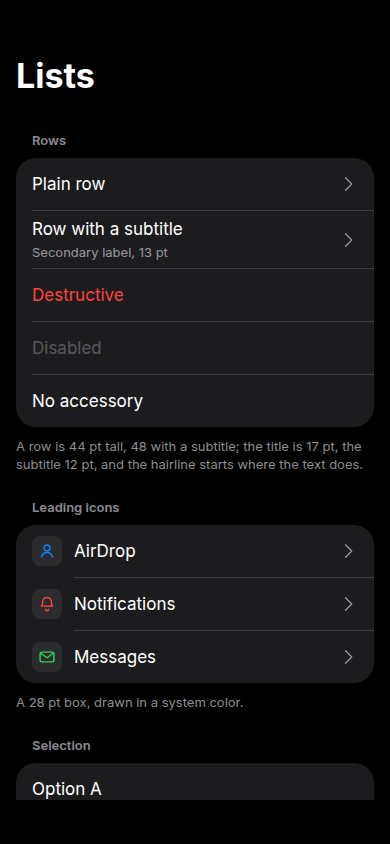 Lists
Rows
Plain row
Row with a subtitle
Secondary label, 13 pt
Destructive
Disabled
No accessory
A row is 44 pt tall, 48 with a subtitle; the title is 17 pt, the
subtitle 12 pt, and the hairline starts where the text does.
Leading icons
AirDrop
Notifications
Messages
A 28 pt box, drawn in a system color.
Selection
Option A